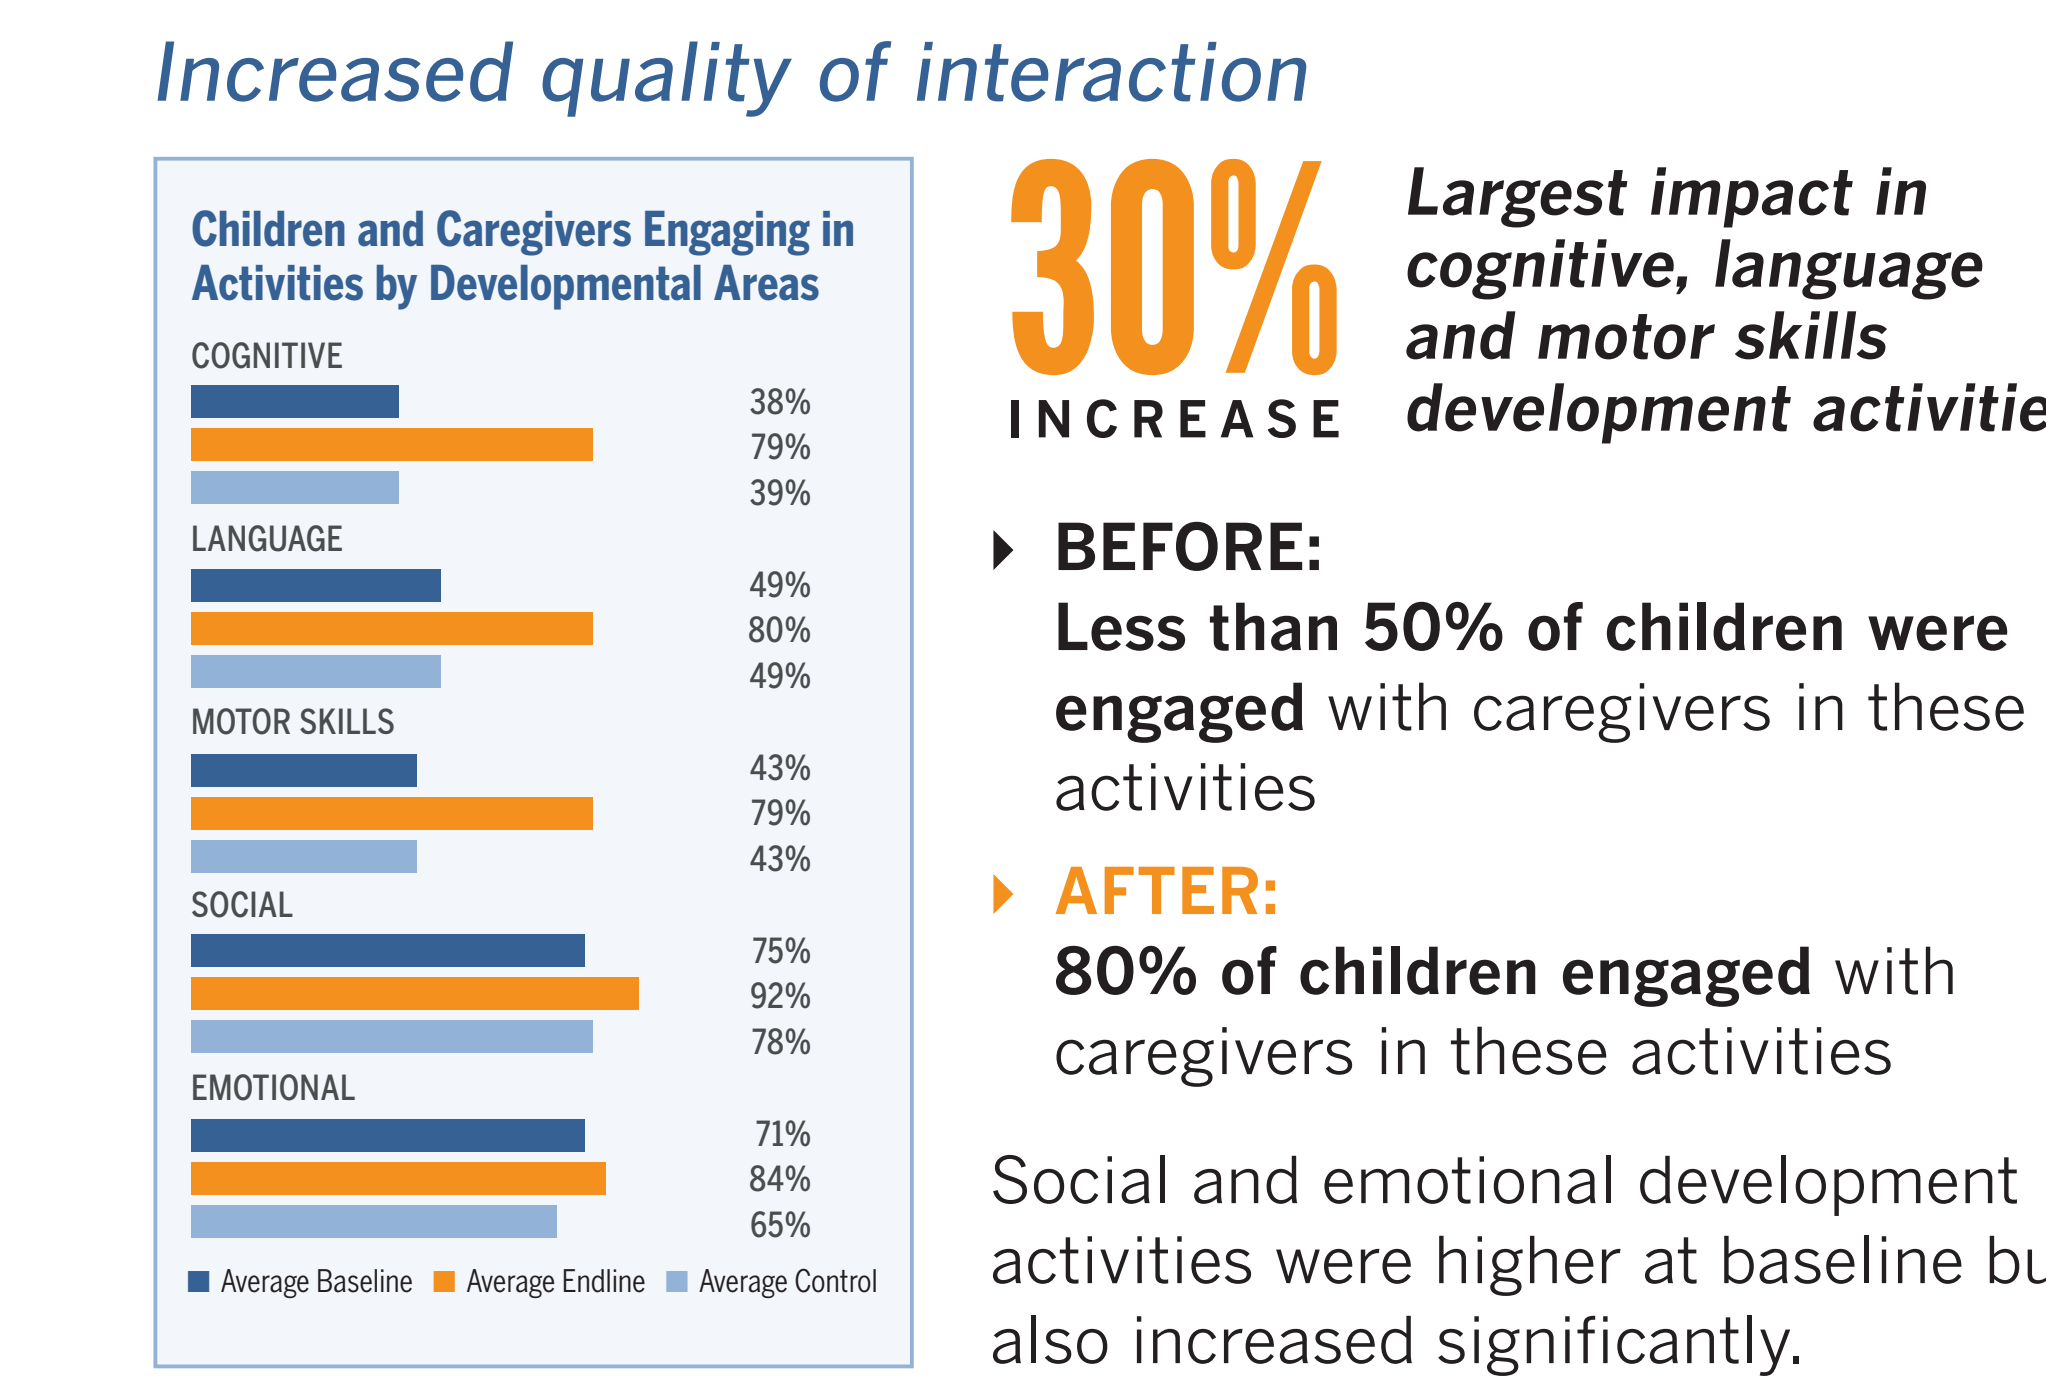 Increased quality of interaction
Children and Caregivers Engaging in
Activities by Developmental Areas
COGNITIVE
38%
79%
39%
LANGUAGE
49%
80%
49%
MOTOR SKILLS
43%
79%
43%
SOCIAL
75%
92%
78%
EMOTIONAL
71%
84%
65%
Average Baseline Average Endline Average Control
30%
INCREASE
Largest impact in
cognitive, language
and motor skills
development activitie
BEFORE:
Less than 50% of children were
engaged with caregivers in these
activities
AFTER:
80% of children engaged with
caregivers in these activities
Social and emotional development
activities were higher at baseline bu
also increased significantly.